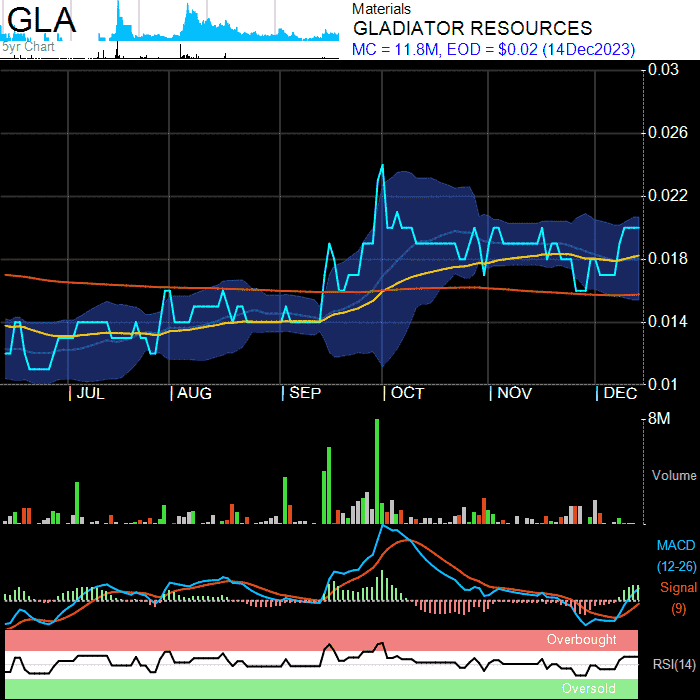 GLA
5yr Chart
Materials
GLADIATOR RESOURCES
MC = 11.8M, EOD = $0.02 (14Dec2023)
0.03
0.026
0.022
0.018
0.014
0.01
JUL AUG SEP OCT NOV DEC
8M
Volume
MACD
(12-26)
Signal
(9)
Overbought
RSI(14)
Oversold